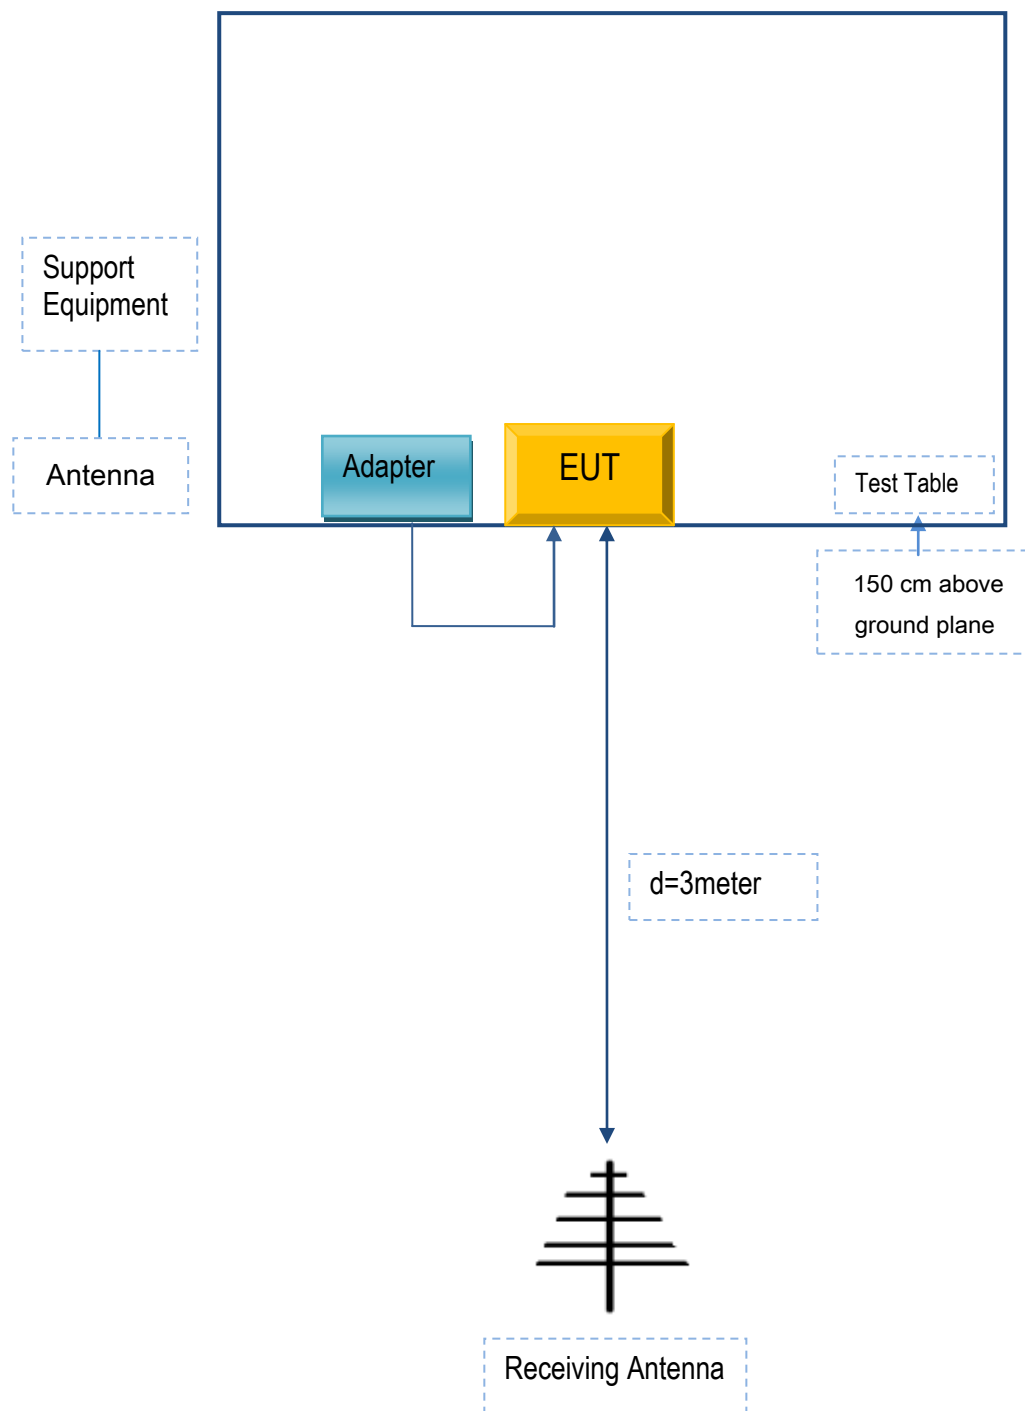 Support
Equipment
Antenna
Adapter
EUT
Test Table
150 cm above
ground plane
d=3meter
Receiving Antenna